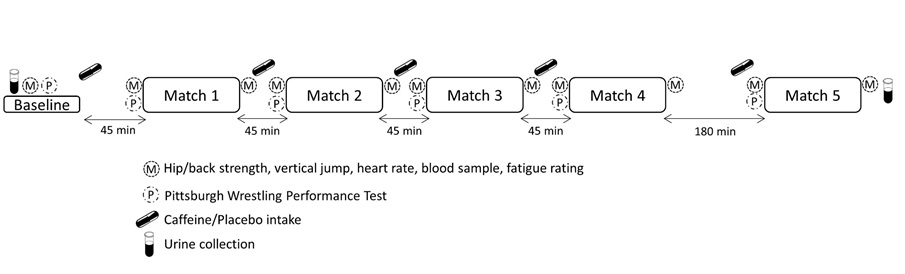 M P M M M M M M M M M M
Baseline Match 1 Match 2 Match 3 Match 4 Match 5
P P P P P
45 min 45 min 45 min 45 min 180 min
M Hip/back strength, vertical jump, heart rate, blood sample, fatigue rating
P Pittsburgh Wrestling Performance Test
Caffeine/Placebo intake
Urine collection